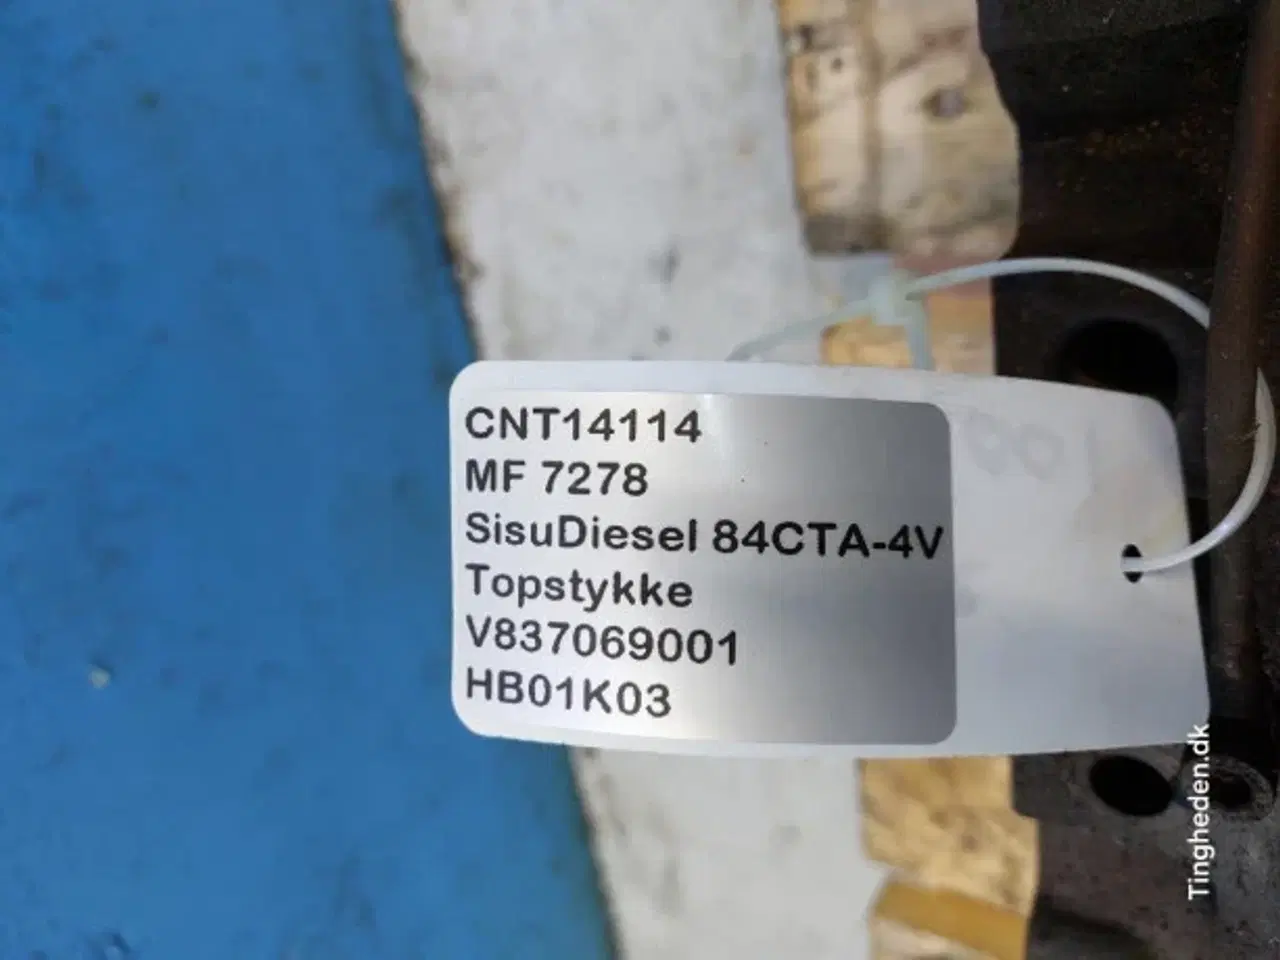 CNT14114
MF 7278
SisuDiesel 84CTA-4V
Topstykke
V837069001
HB01K03
Tingheden.dk